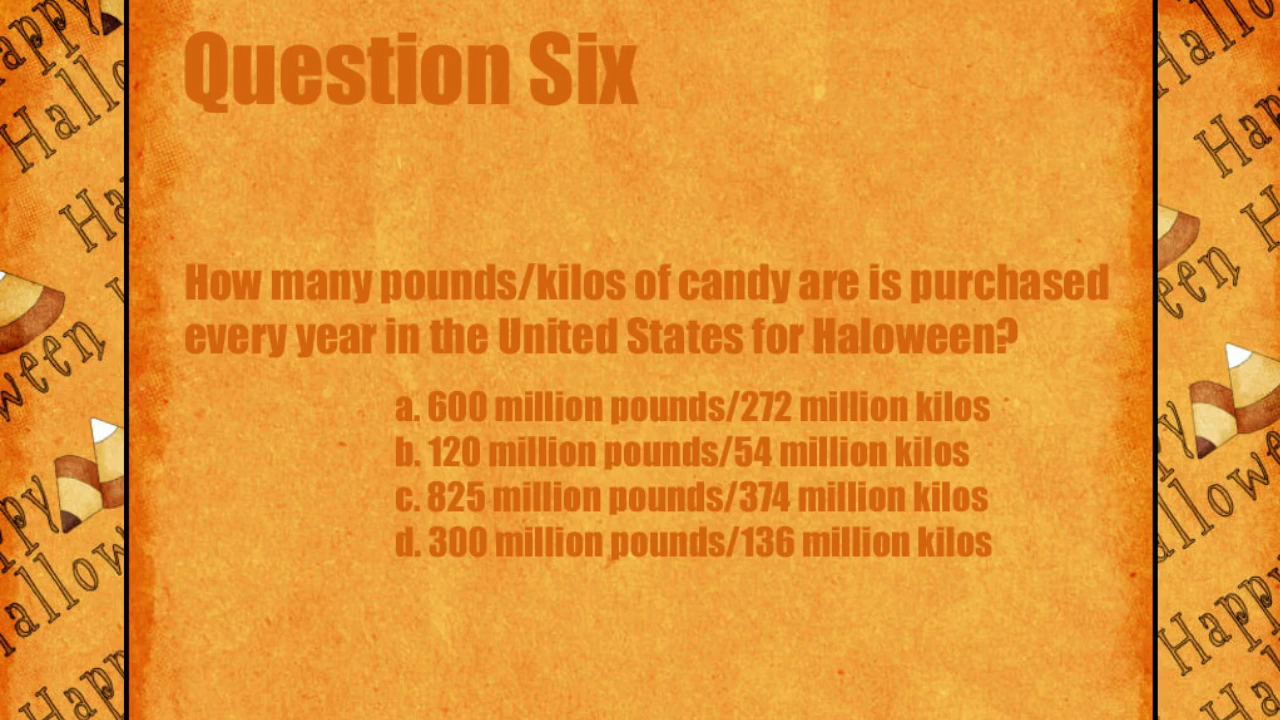 Question Six
How many pounds/kilos of candy are is purchased
every year in the United States for Haloween?
a. 600 million pounds/272 million kilos
b. 120 million pounds/54 million kilos
c. 825 million pounds/374 million kilos
d. 300 million pounds/136 million kilos